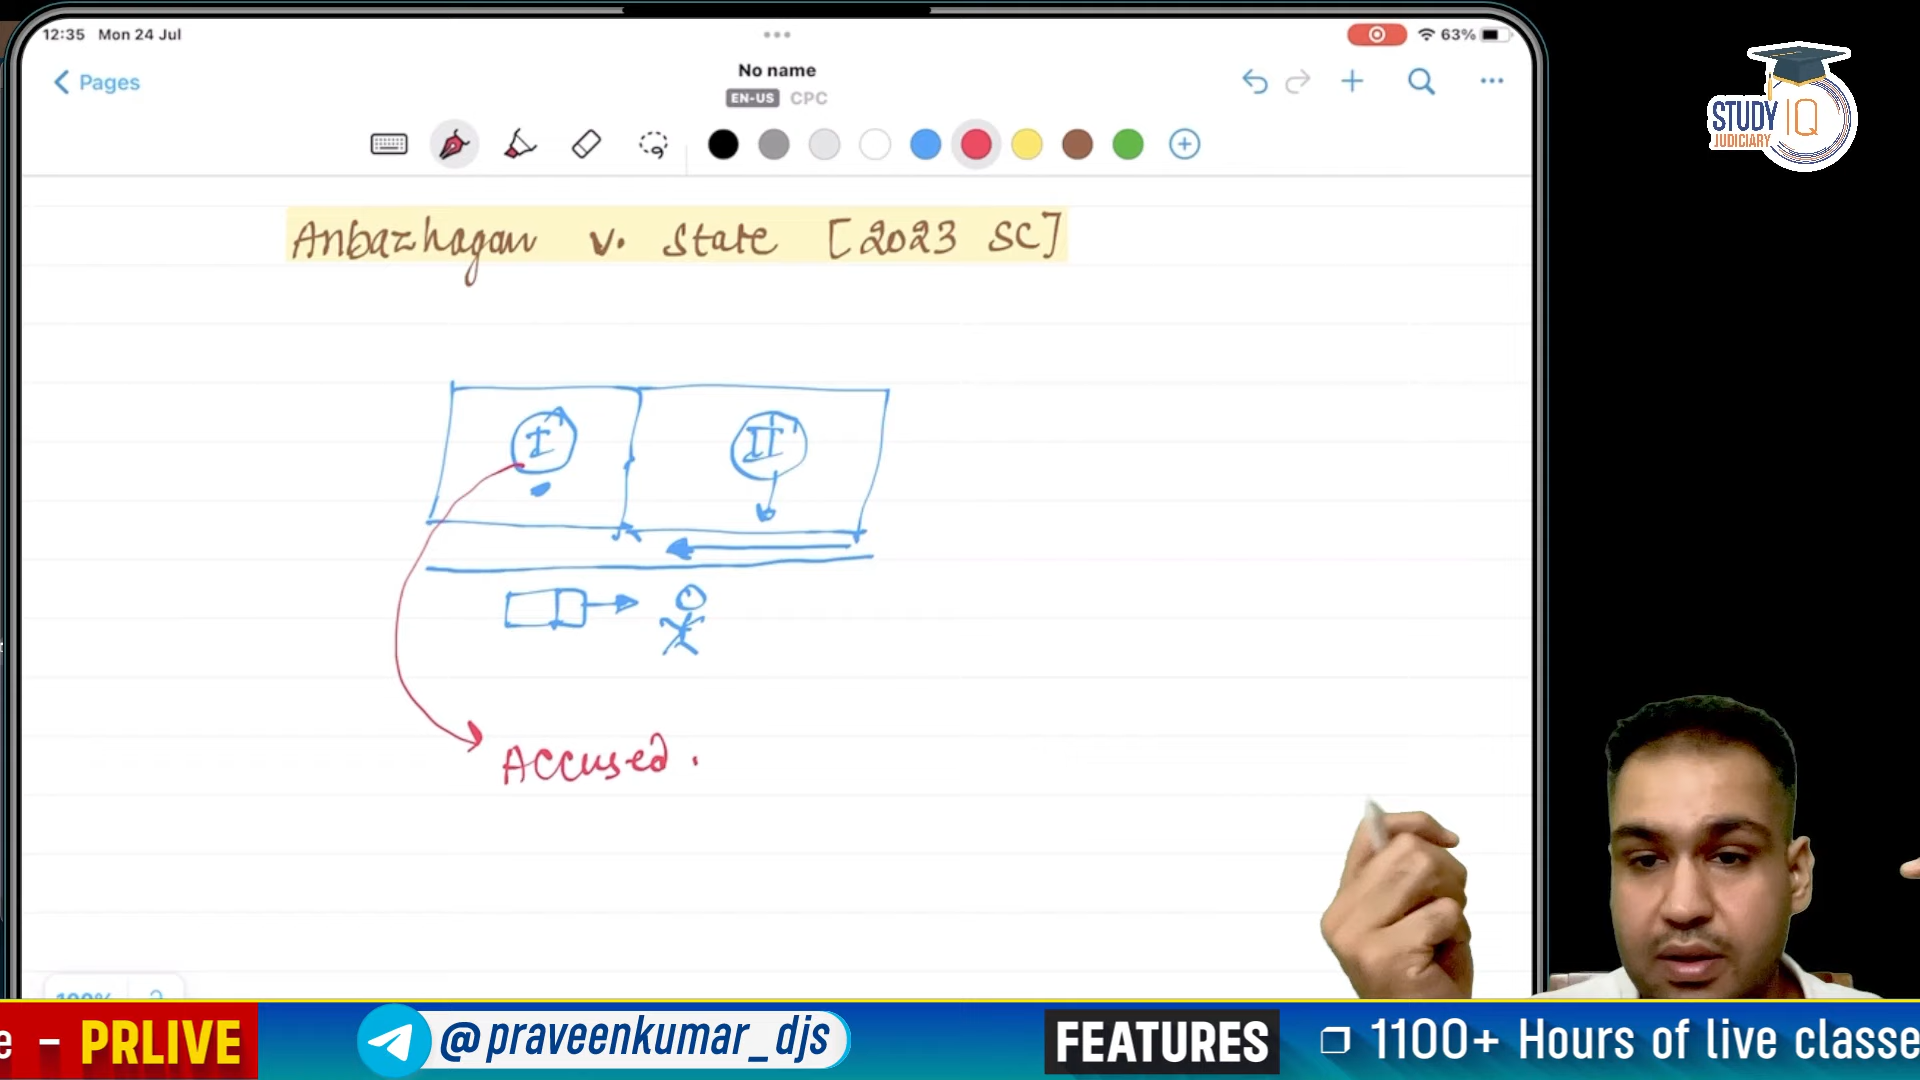 12:35 Mon 24 Jul
63%
Pages
No name
EN-US CPC
STUDY IQ
JUDICIARY
Anbazhagan v. State [2023 SC]
I
II
Accused.
100%
e – PRLIVE
@praveenkumar_djs
FEATURES
1100+ Hours of live classe